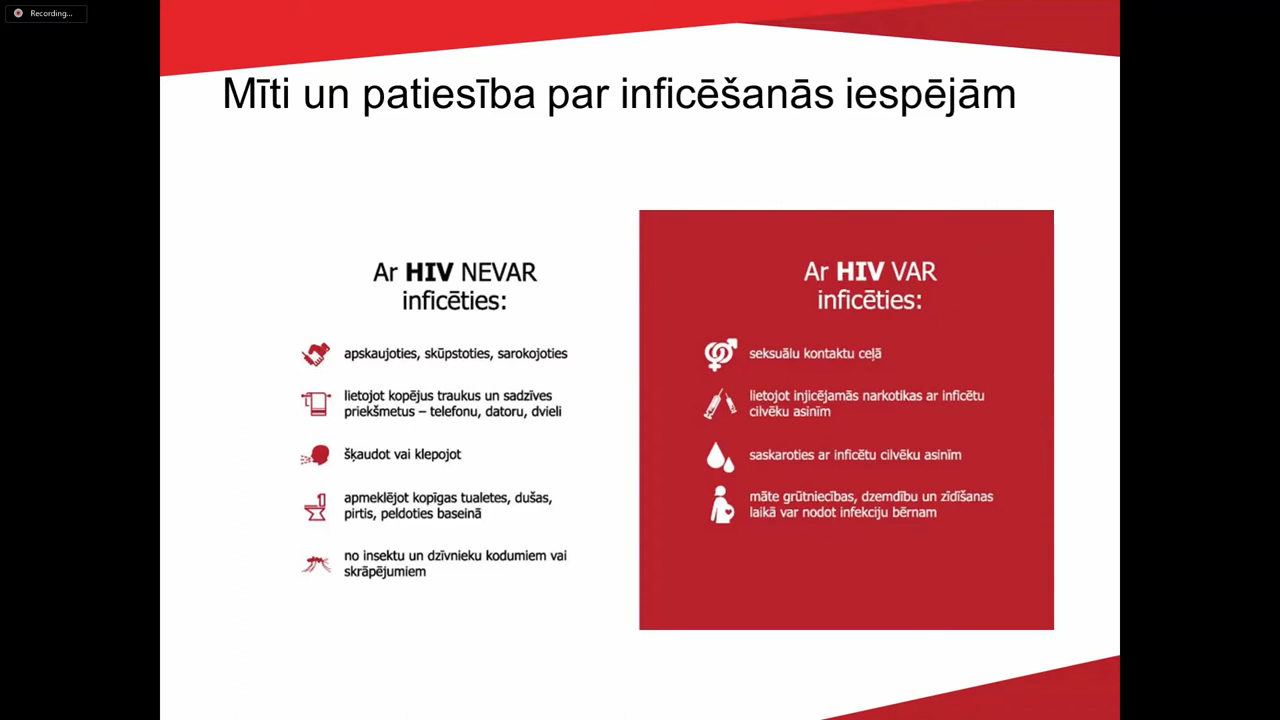 Recording...
Mīti un patiesība par inficēšanās iespējām
Ar HIV NEVAR
inficēties:
apskaujoties, skūpstoties, sarokojoties
lietojot kopējus traukus un sadzīves
priekšmetus – telefonu, datoru, dvieli
šķaudot vai klepojot
apmeklējot kopīgas tualetes, dušas,
pirtis, peldoties baseinā
no insektu un dzīvnieku kodumiem vai
skrāpējumiem
Ar HIV VAR
inficēties:
seksuālu kontaktu ceļā
lietojot injicējamās narkotikas ar inficētu
cilvēku asinīm
saskaroties ar inficētu cilvēku asinīm
māte grūtniecības, dzemdību un zīdīšanas
laikā var nodot infekciju bērnam